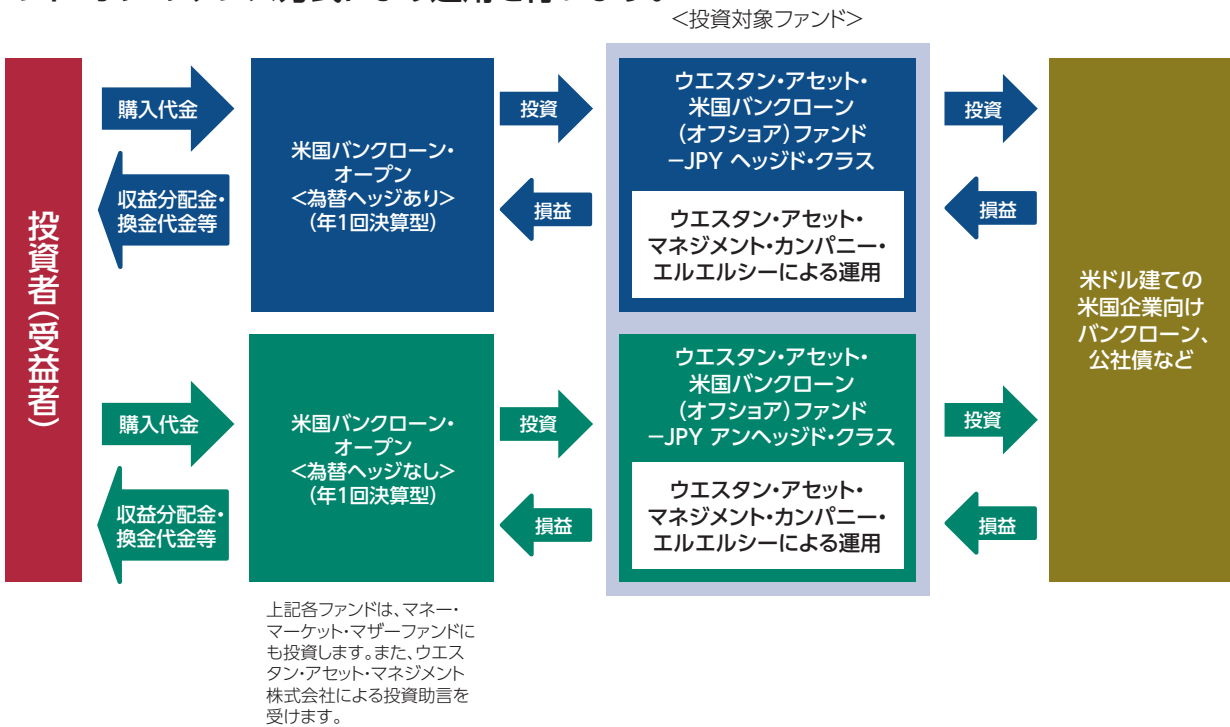 ＜投資対象ファンド＞
投資者（受益者）
購入代金
収益分配金・
換金代金等
米国バンクローン・
オープン
＜為替ヘッジあり＞
（年1回決算型）
投資
損益
ウエスタン・アセット・
米国バンクローン
（オフショア）ファンド
－JPY ヘッジド・クラス
ウエスタン・アセット・
マネジメント・カンパニー・
エルエルシーによる運用
投資
損益
米ドル建ての
米国企業向け
バンクローン、
公社債など
購入代金
収益分配金・
換金代金等
米国バンクローン・
オープン
＜為替ヘッジなし＞
（年1回決算型）
投資
損益
ウエスタン・アセット・
米国バンクローン
（オフショア）ファンド
－JPY アンヘッジド・クラス
ウエスタン・アセット・
マネジメント・カンパニー・
エルエルシーによる運用
投資
損益
上記各ファンドは、マネー・
マーケット・マザーファンドに
も投資します。また、ウエス
タン・アセット・マネジメント
株式会社による投資助言を
受けます。